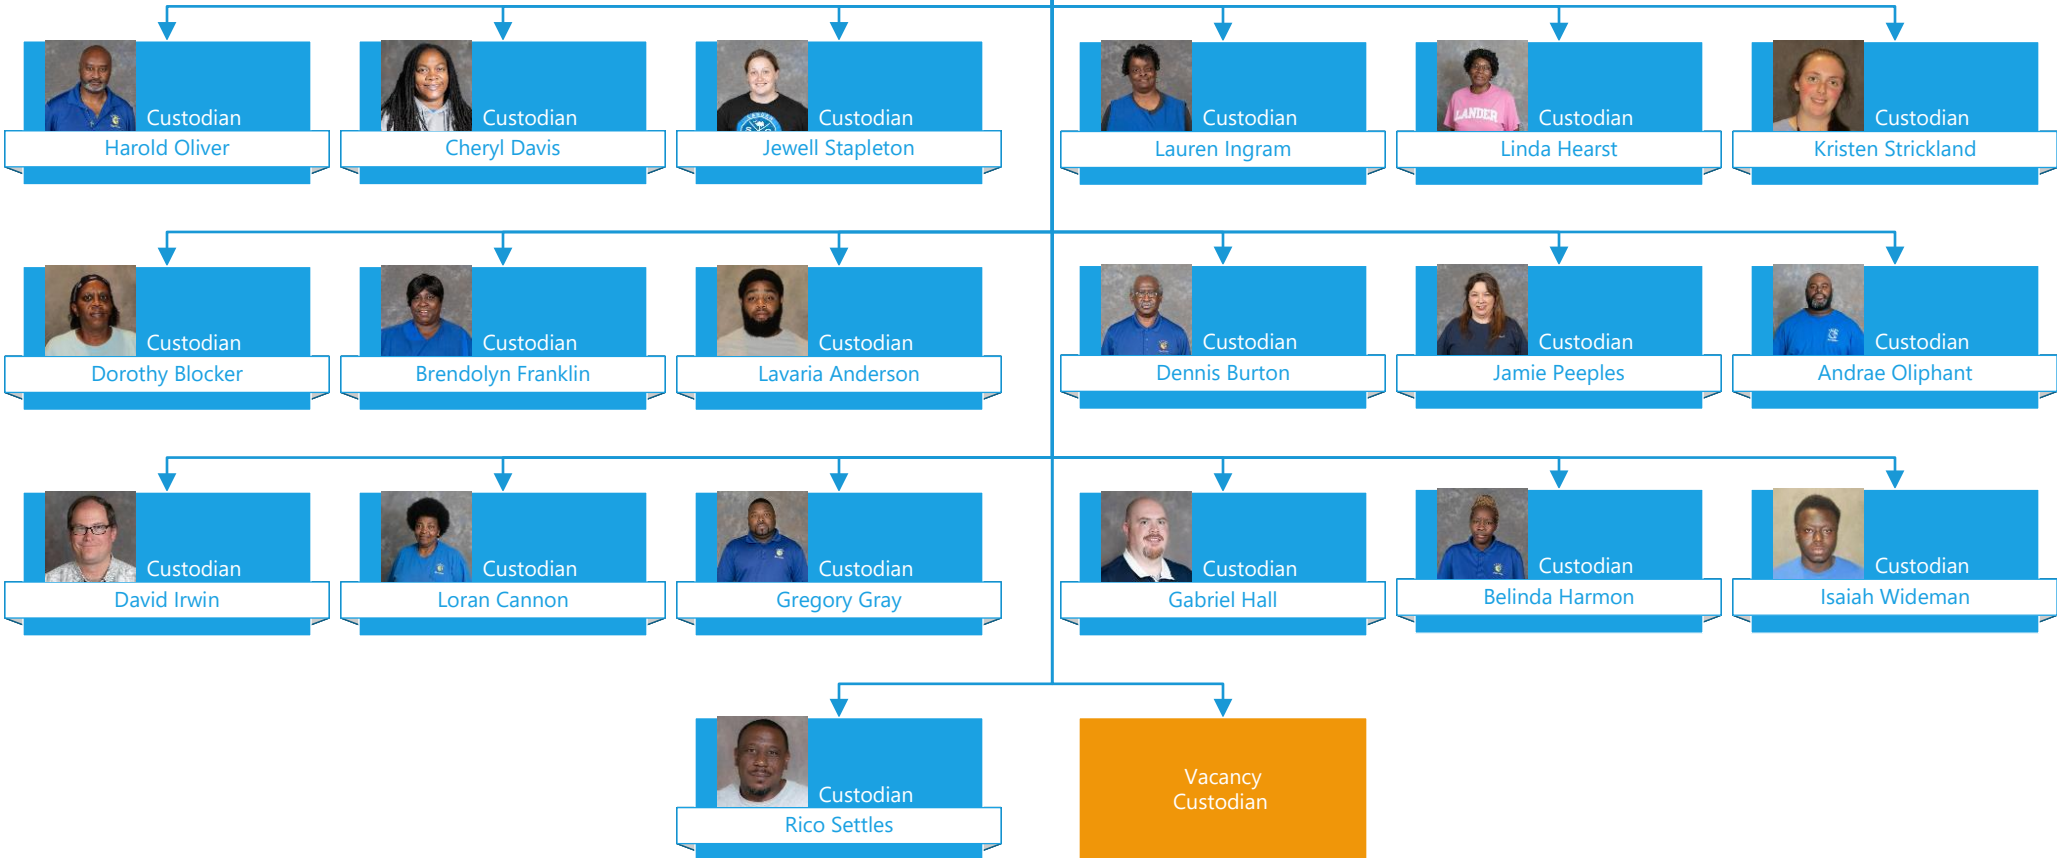 Custodian
Harold Oliver
Custodian
Cheryl Davis
Custodian
Jewell Stapleton
Custodian
Lauren Ingram
LANDER
Custodian
Linda Hearst
Custodian
Kristen Strickland
Custodian
Dorothy Blocker
Custodian
Brendolyn Franklin
Custodian
Lavaria Anderson
Custodian
Dennis Burton
Custodian
Jamie Peeples
Custodian
Andrae Oliphant
Custodian
David Irwin
Custodian
Loran Cannon
Custodian
Gregory Gray
Custodian
Gabriel Hall
Custodian
Belinda Harmon
Custodian
Isaiah Wideman
Custodian
Rico Settles
Vacancy
Custodian